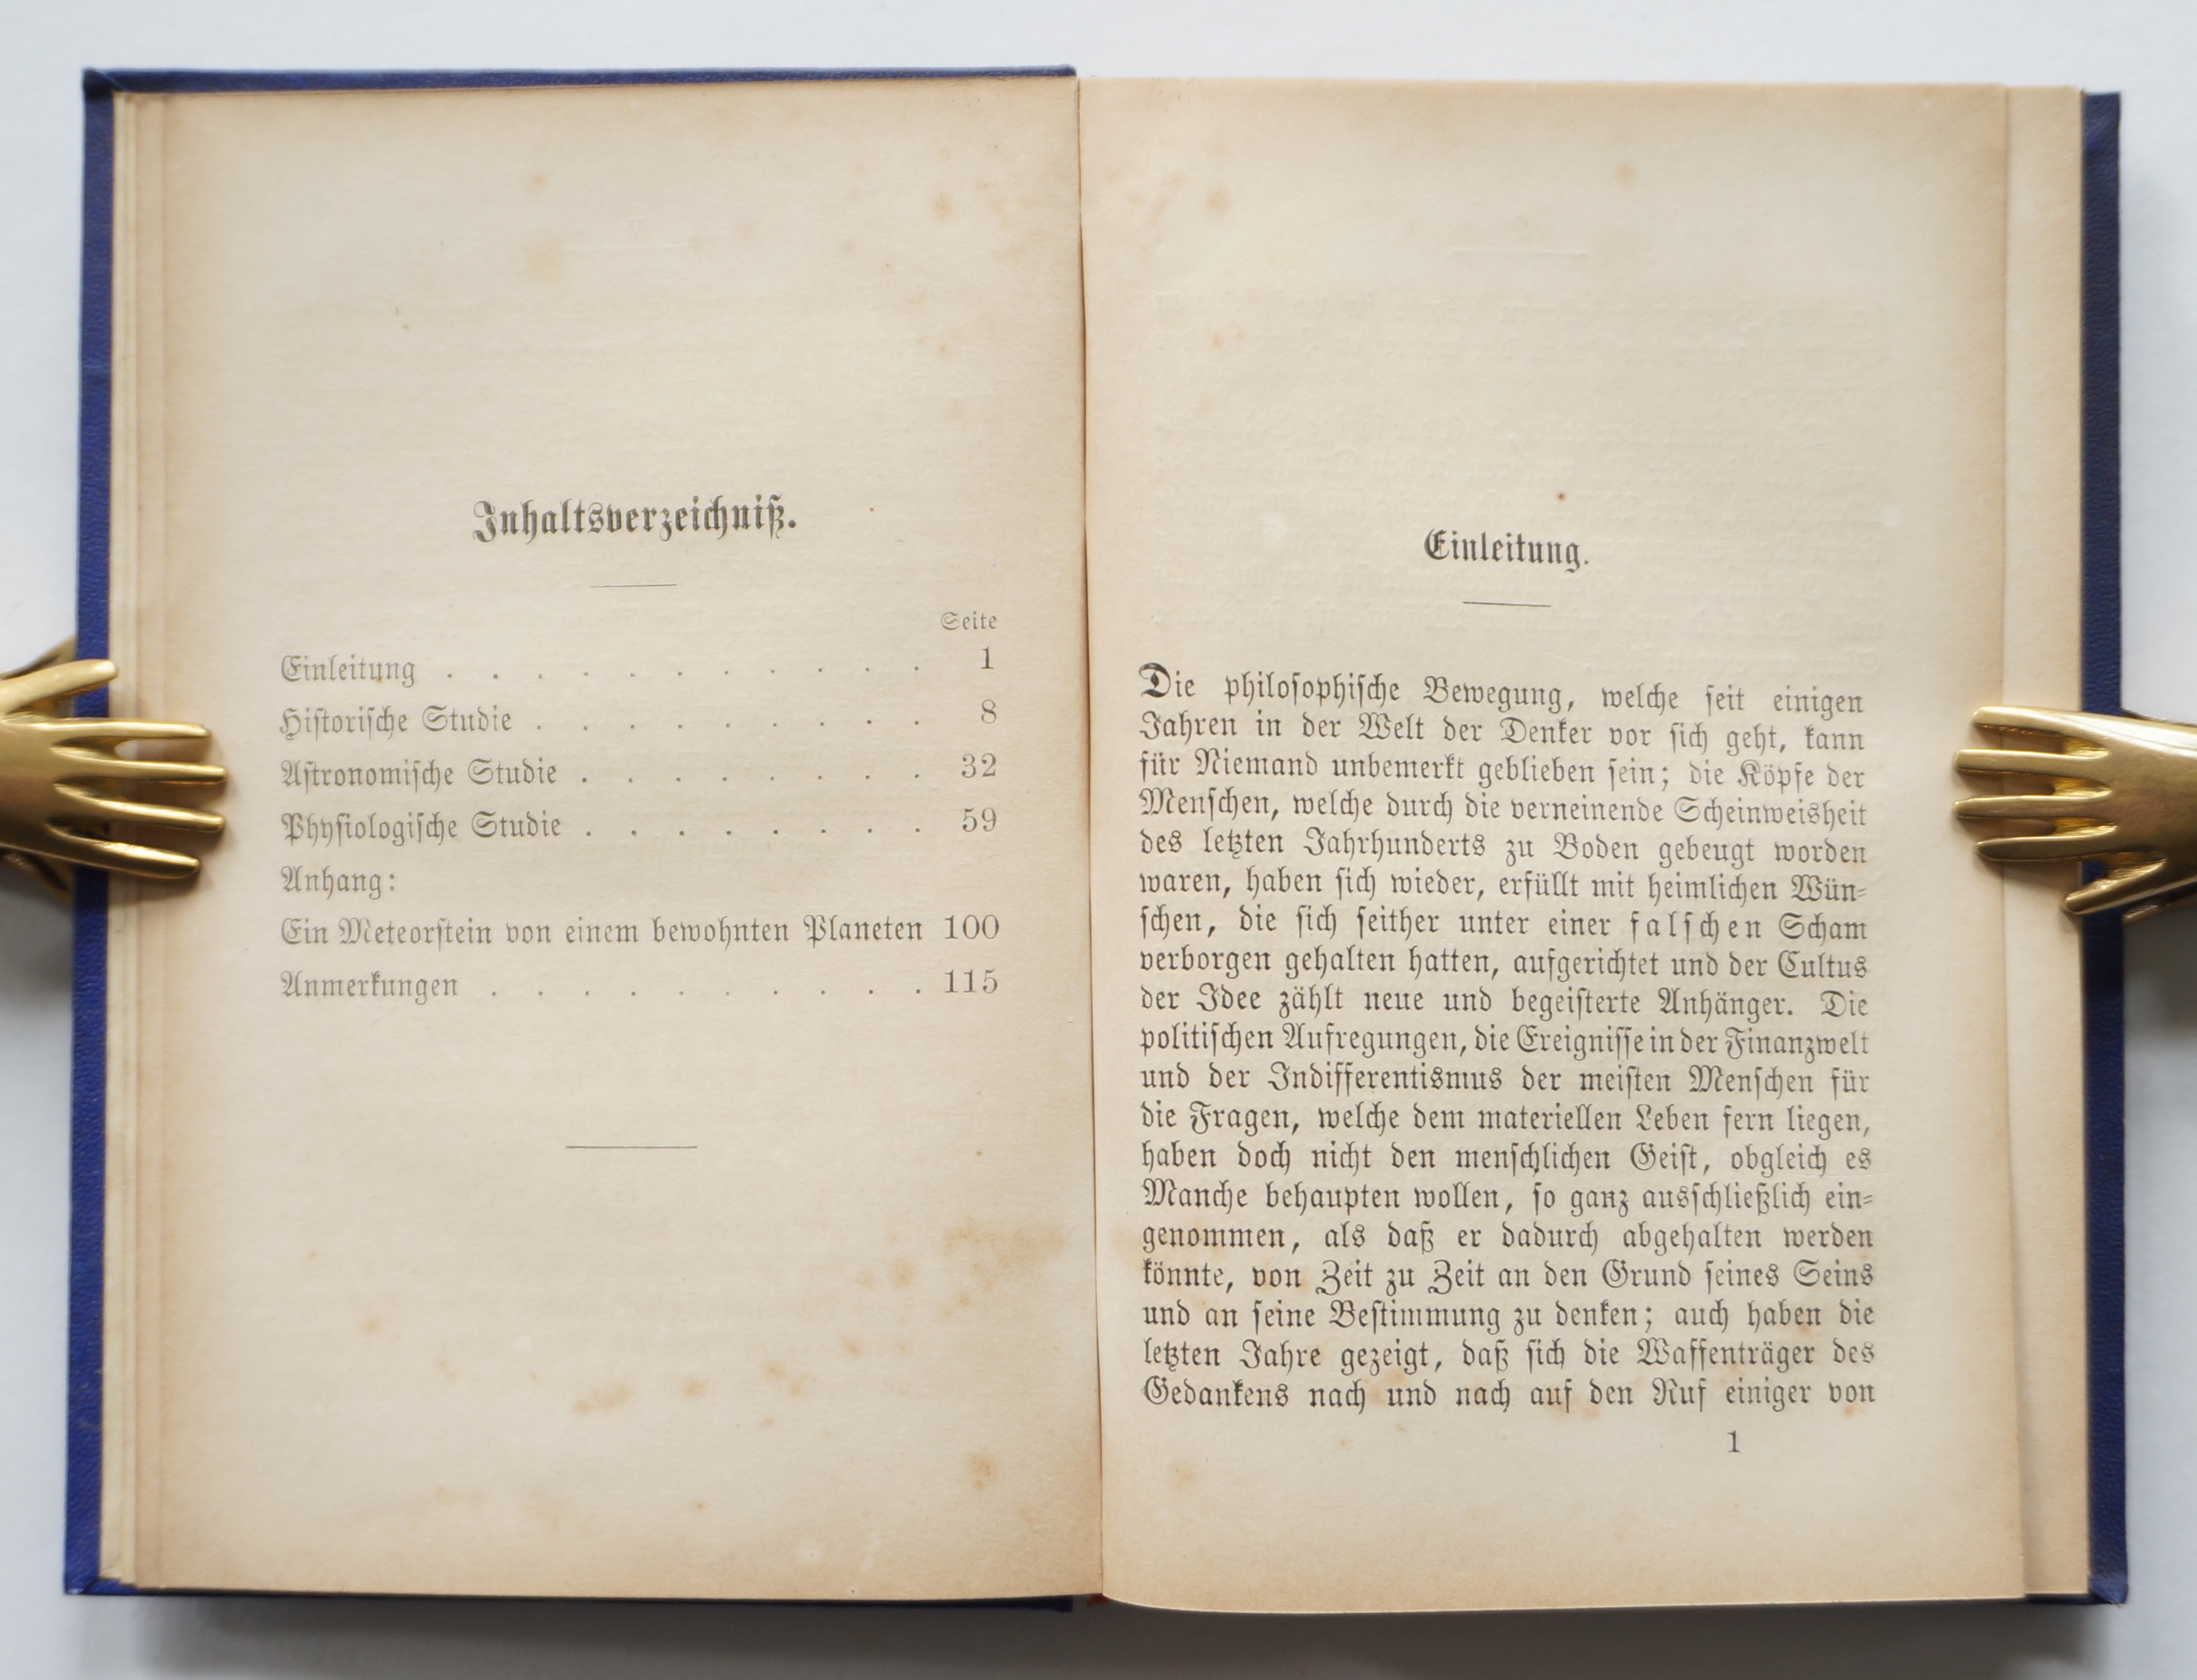 Inhaltsverzeichniß.
Seite
Einleitung . . . . . . . . . . . 1
Historische Studie . . . . . . . . . 8
Astronomische Studie . . . . . . . . 32
Physiologische Studie . . . . . . . . 59
Anhang:
Ein Meteorstein von einem bewohnten Planeten 100
Anmerkungen . . . . . . . . . . 115
Einleitung.
Die philosophische Bewegung, welche seit einigen
Jahren in der Welt der Denker vor sich geht, kann
für Niemand unbemerkt geblieben sein; die Köpfe der
Menschen, welche durch die verneinende Scheinweisheit
des letzten Jahrhunderts zu Boden gebeugt worden
waren, haben sich wieder, erfüllt mit heimlichen Wün-
schen, die sich seither unter einer falschen Scham
verborgen gehalten hatten, aufgerichtet und der Cultus
der Idee zählt neue und begeisterte Anhänger. Die
politischen Aufregungen, die Ereignisse in der Finanzwelt
und der Indifferentismus der meisten Menschen für
die Fragen, welche dem materiellen Leben fern liegen,
haben doch nicht den menschlichen Geist, obgleich es
Manche behaupten wollen, so ganz ausschließlich ein-
genommen, als daß er dadurch abgehalten werden
könnte, von Zeit zu Zeit an den Grund seines Seins
und an seine Bestimmung zu denken; auch haben die
letzten Jahre gezeigt, daß sich die Waffenträger des
Gedankens nach und nach auf den Ruf einiger von
1